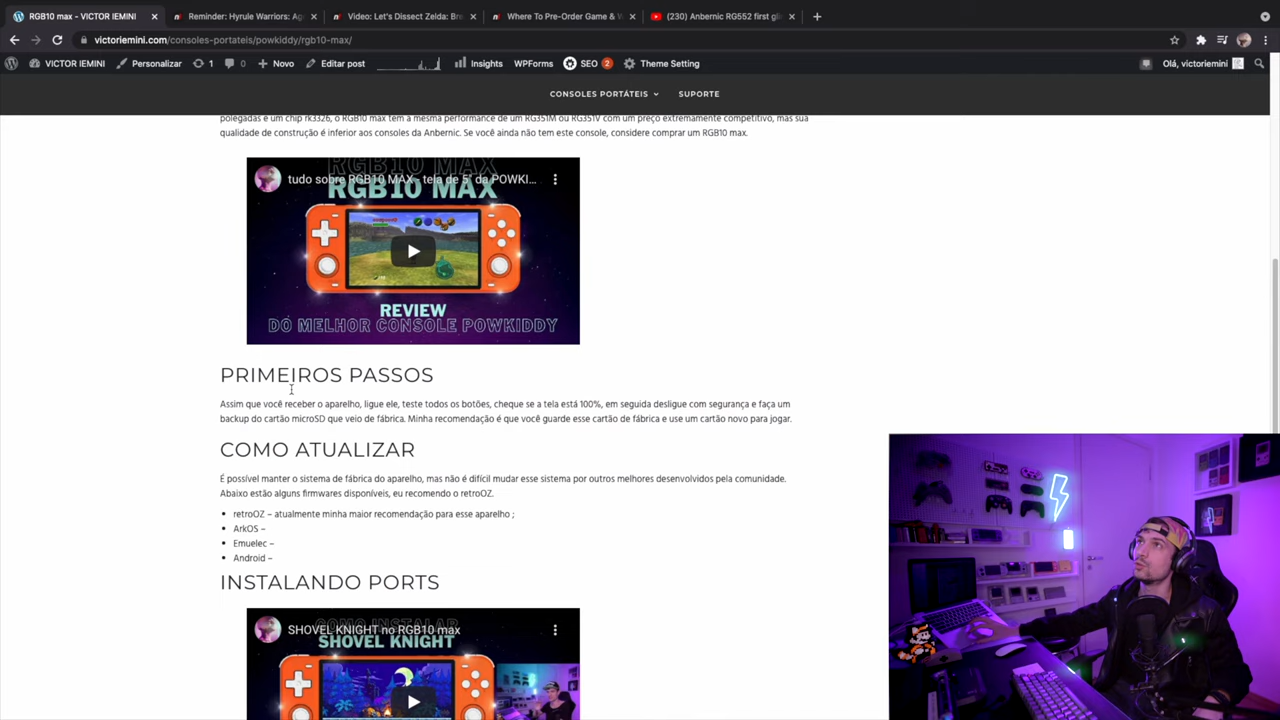 RGB10 max - VICTOR IEMINI
Reminder: Hyrule Warriors: Ag
Video: Let's Dissect Zelda: Bre
Where To Pre-Order Game & W
(230) Anbernic RG552 first gli
victoriemini.com/consoles-portateis/powkiddy/rgb10-max/
VICTOR IEMINI
Personalizar
1
0
Novo
Editar post
Insights
WPForms
SEO 2
Theme Setting
Olá, victoriemini
CONSOLES PORTÁTEIS
SUPORTE
polegadas e um chip rk3326, o RGB10 max tem a mesma performance de um RG351M ou RG351V com um preço extremamente competitivo, mas sua
qualidade de construção é inferior aos consoles da Anbernic. Se você ainda não tem este console, considere comprar um RGB10 max.
RGB10 MAX
tudo sobre RGB10 MAX - tela de 5" da POWKI...
RGB10 MAX
REVIEW
DO MELHOR CONSOLE POWKIDDY
PRIMEIROS PASSOS
Assim que você receber o aparelho, ligue ele, teste todos os botões, cheque se a tela está 100%, em seguida desligue com segurança e faça um
backup do cartão microSD que veio de fábrica. Minha recomendação é que você guarde esse cartão de fábrica e use um cartão novo para jogar.
COMO ATUALIZAR
É possível manter o sistema de fábrica do aparelho, mas não é difícil mudar esse sistema por outros melhores desenvolvidos pela comunidade.
Abaixo estão alguns firmwares disponíveis, eu recomendo o retroOZ.
• retroOZ – atualmente minha maior recomendação para esse aparelho ;
• ArkOS –
• Emuelec –
• Android –
INSTALANDO PORTS
COMO INSTALAR
SHOVEL KNIGHT no RGB10 max
SHOVEL KNIGHT